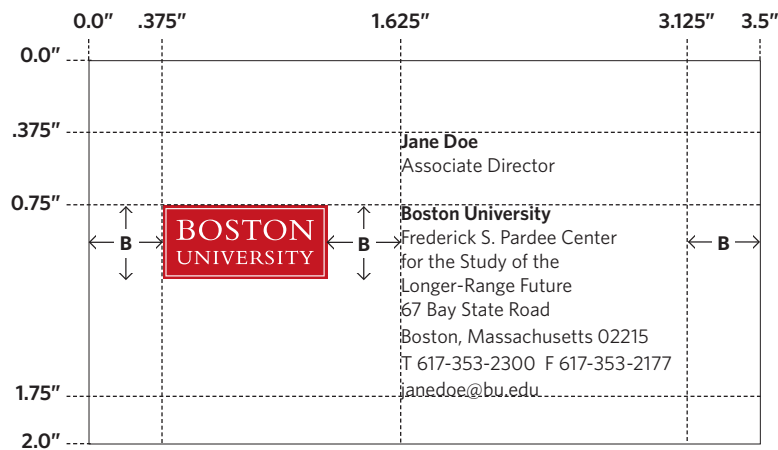 0.0” .375” 1.625” 3.125” 3.5”
0.0”
.375”
Jane Doe
Associate Director
0.75”
Boston University
B BOSTON UNIVERSITY B Frederick S. Pardee Center B
for the Study of the
Longer-Range Future
67 Bay State Road
Boston, Massachusetts 02215
T 617-353-2300 F 617-353-2177
1.75”
janedoe@bu.edu
2.0”